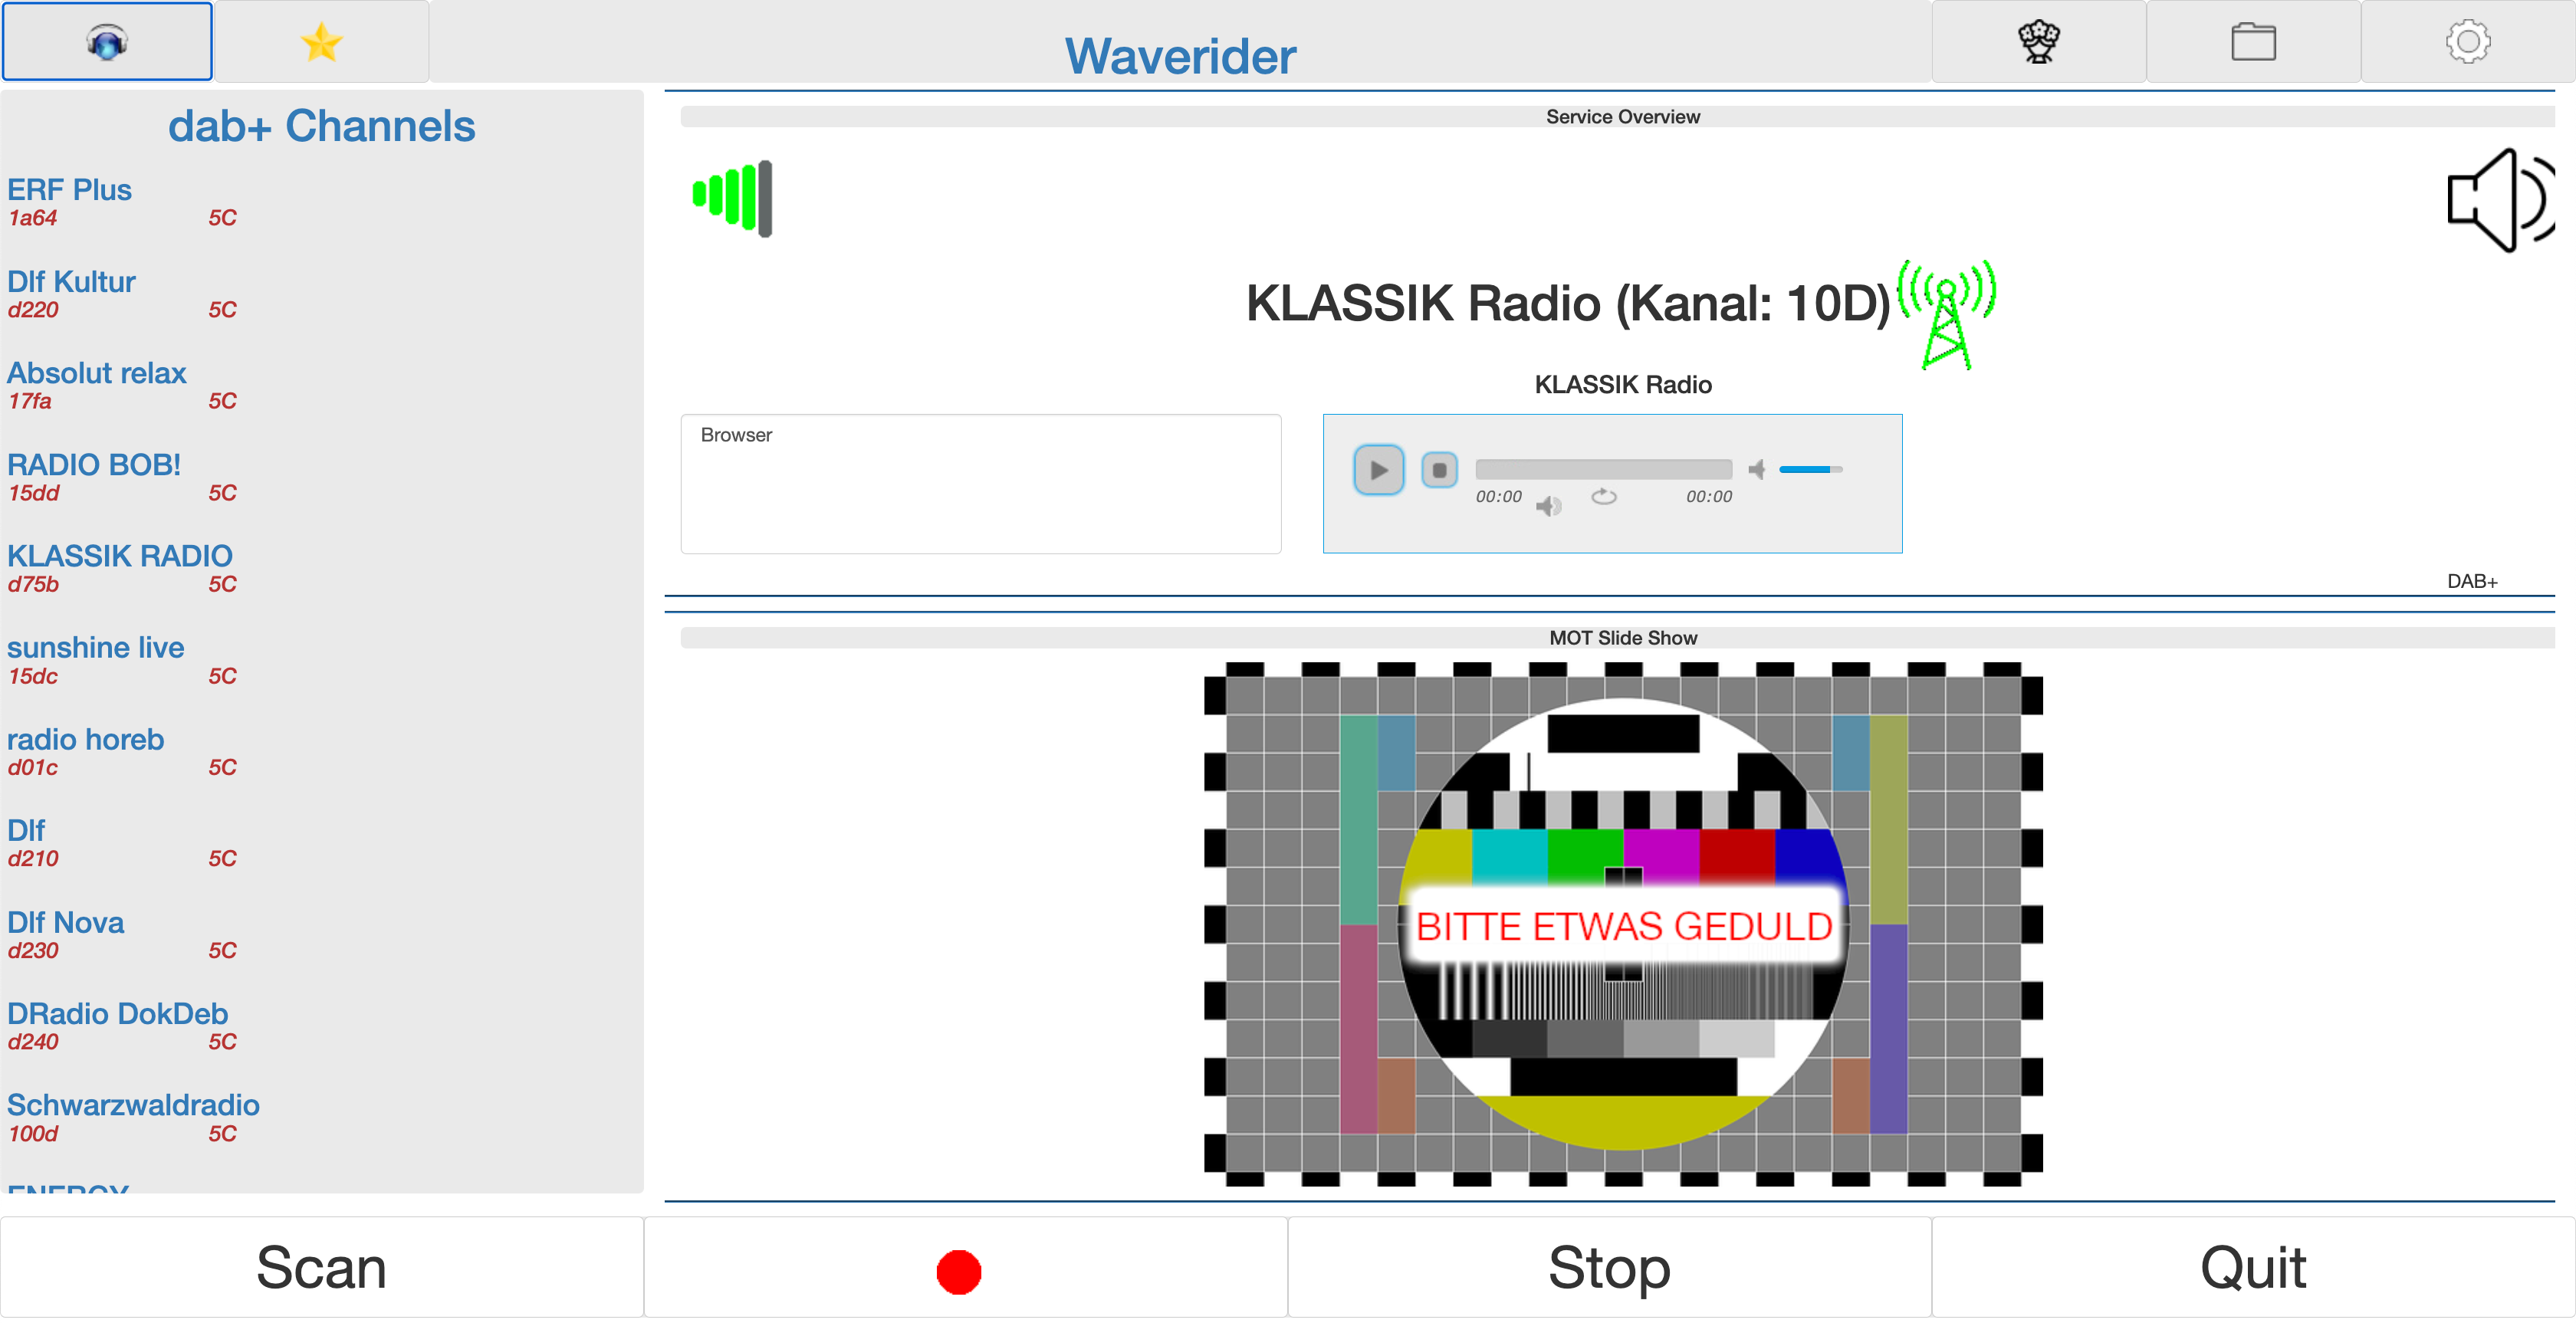 Waverider
dab+ Channels
ERF Plus
1a64 5C
Dlf Kultur
d220 5C
Absolut relax
17fa 5C
RADIO BOB!
15dd 5C
KLASSIK RADIO
d75b 5C
sunshine live
15dc 5C
radio horeb
d01c 5C
Dlf
d210 5C
Dlf Nova
d230 5C
DRadio DokDeb
d240 5C
Schwarzwaldradio
100d 5C
ENERGY
Service Overview
KLASSIK Radio (Kanal: 10D)
KLASSIK Radio
Browser
00:00 00:00
DAB+
MOT Slide Show
BITTE ETWAS GEDULD
Scan
Stop
Quit